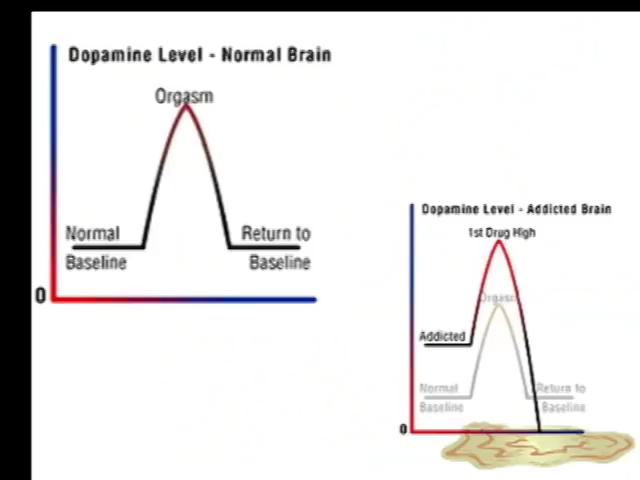 Dopamine Level - Normal Brain
Orgasm
Normal
Baseline
Return to
Baseline
0
Dopamine Level - Addicted Brain
1st Drug High
Orgasm
Addicted
Normal
Baseline
Return to
Baseline
0